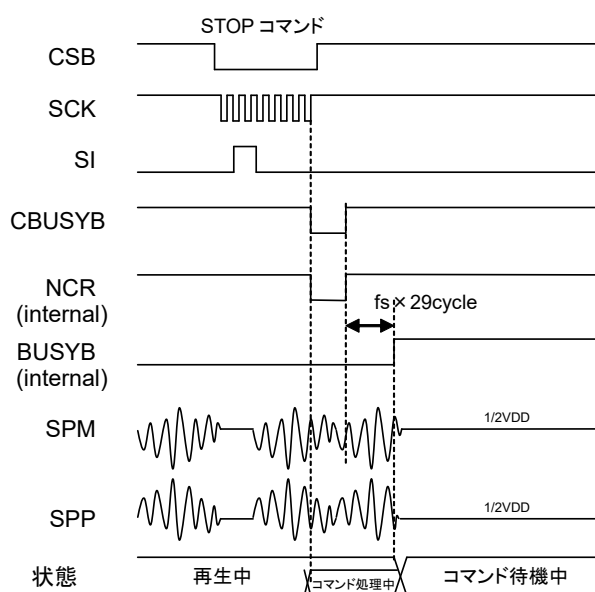 STOP コマンド
CSB
SCK
SI
CBUSYB
NCR
(internal)
fs×29cycle
BUSYB
(internal)
SPM
1/2VDD
SPP
1/2VDD
状態
再生中
コマンド処理中
コマンド待機中